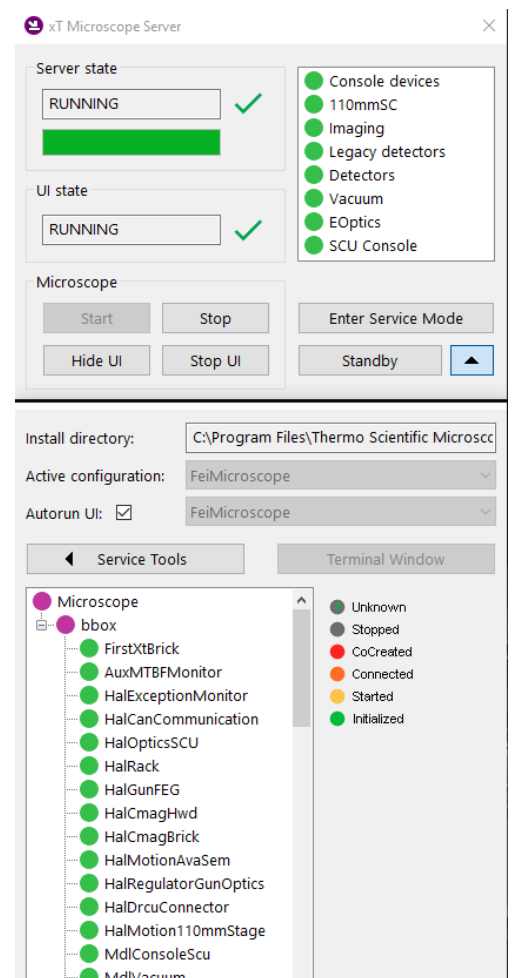 xT Microscope Server
Server state
RUNNING
Console devices
110mmSC
Imaging
Legacy detectors
Detectors
Vacuum
EOptics
SCU Console
UI state
RUNNING
Microscope
Start
Stop
Enter Service Mode
Hide UI
Stop UI
Standby
Install directory:
C:\Program Files\Thermo Scientific Microsc
Active configuration:
FeiMicroscope
Autorun UI:
FeiMicroscope
Service Tools
Terminal Window
Microscope
bbox
FirstXtBrick
AuxMTBFMonitor
HalExceptionMonitor
HalCanCommunication
HalOpticsSCU
HalRack
HalGunFEG
HalCmagHwd
HalCmagBrick
HalMotionAvaSem
HalRegulatorGunOptics
HalDrcuConnector
HalMotion110mmStage
MdlConsoleScu
MdlVacuum
Unknown
Stopped
CoCreated
Connected
Started
Initialized